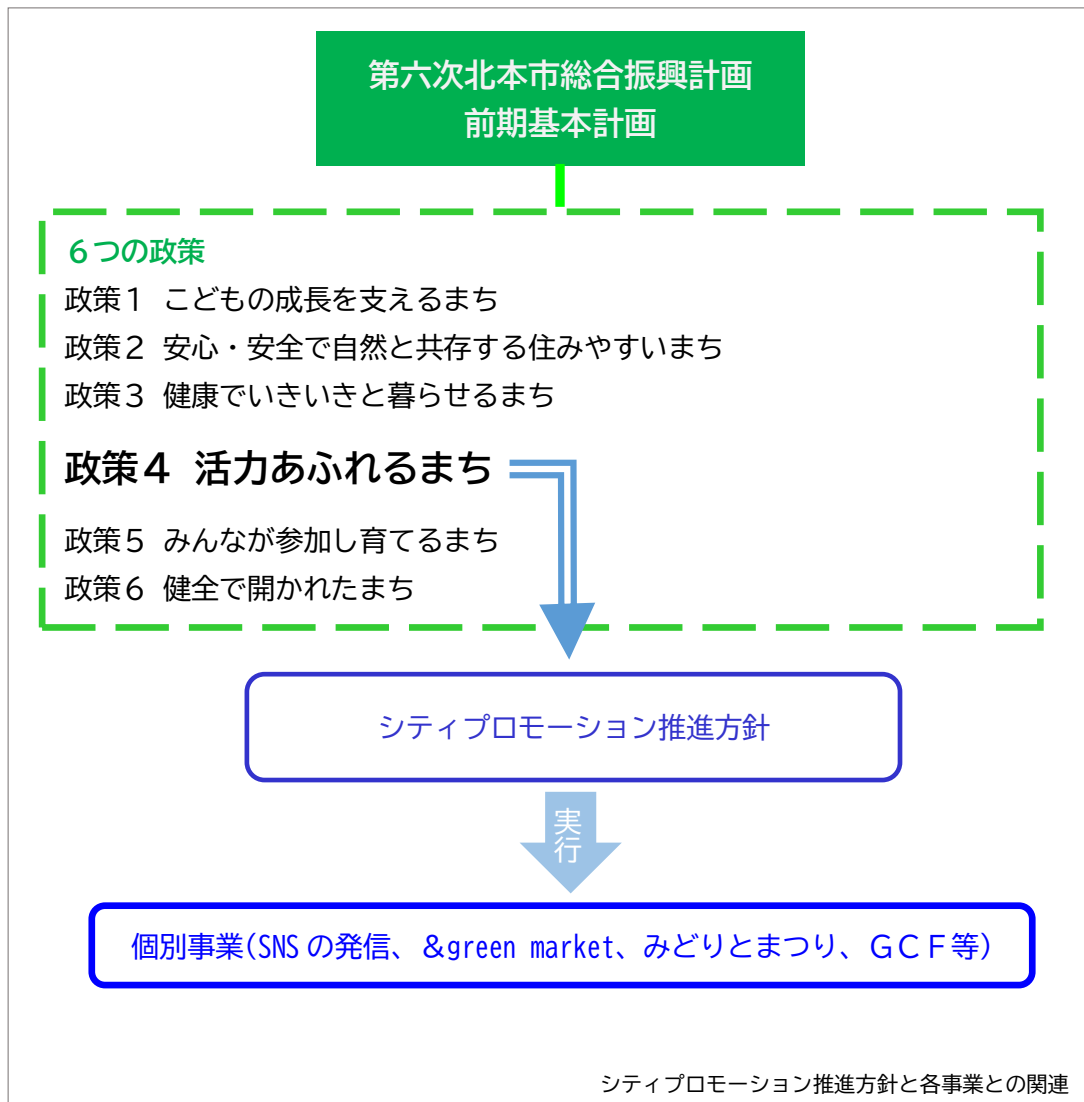 第六次北本市総合振興計画
前期基本計画
６つの政策
政策１ こどもの成長を支えるまち
政策２ 安心・安全で自然と共存する住みやすいまち
政策３ 健康でいきいきと暮らせるまち
政策４ 活力あふれるまち
政策５ みんなが参加し育てるまち
政策６ 健全で開かれたまち
シティプロモーション推進方針
実行
個別事業(SNSの発信、＆green market、みどりとまつり、ＧＣＦ等)
シティプロモーション推進方針と各事業との関連